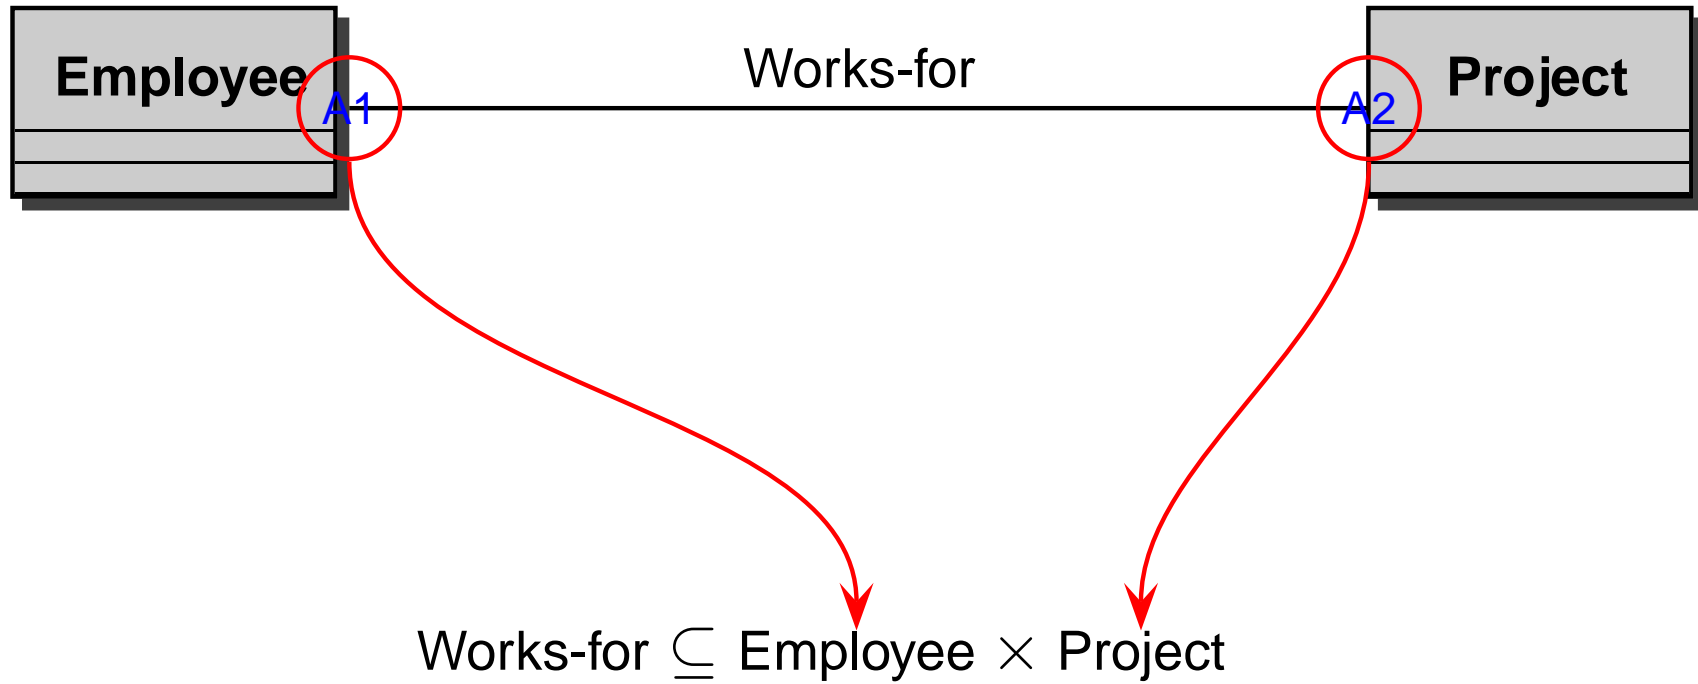 Employee
A1
Works-for
A2
Project
Works-for ⊆ Employee × Project